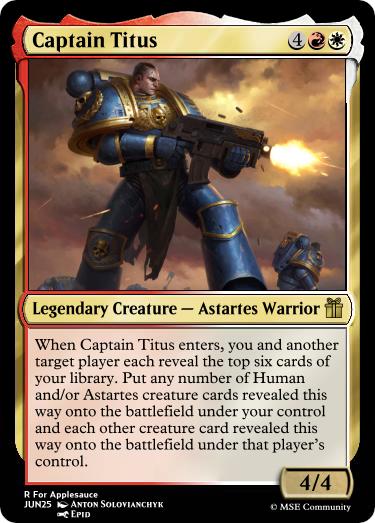 Captain Titus 4
Legendary Creature — Astartes Warrior
When Captain Titus enters, you and another
target player each reveal the top six cards of
your library. Put any number of Human
and/or Astartes creature cards revealed this
way onto the battlefield under your control
and each other creature card revealed this
way onto the battlefield under that player's
control.
4/4
R For Applesauce
JUN25 Anton Solovianchyk
Epid
© MSE Community